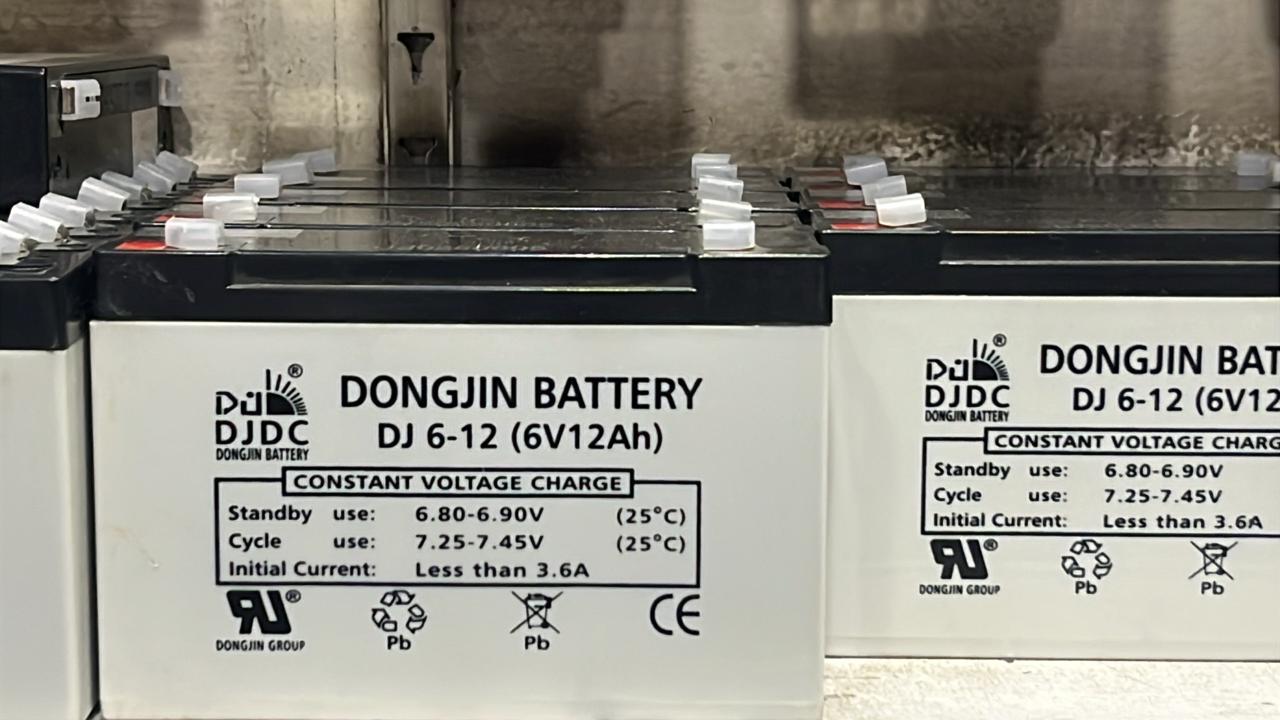 DJ ®
DJDC
DONGJIN BATTERY
DONGJIN BATTERY
DJ 6-12 (6V12Ah)
CONSTANT VOLTAGE CHARGE
Standby use: 6.80-6.90V (25°C)
Cycle use: 7.25-7.45V (25°C)
Initial Current: Less than 3.6A
®
DONGJIN GROUP
Pb
Pb
CE
DJ ®
DJDC
DONGJIN BATTERY
DONGJIN BAT
DJ 6-12 (6V12
CONSTANT VOLTAGE CHARG
Standby use: 6.80-6.90V
Cycle use: 7.25-7.45V
Initial Current: Less than 3.6A
®
DONGJIN GROUP
Pb
Pb